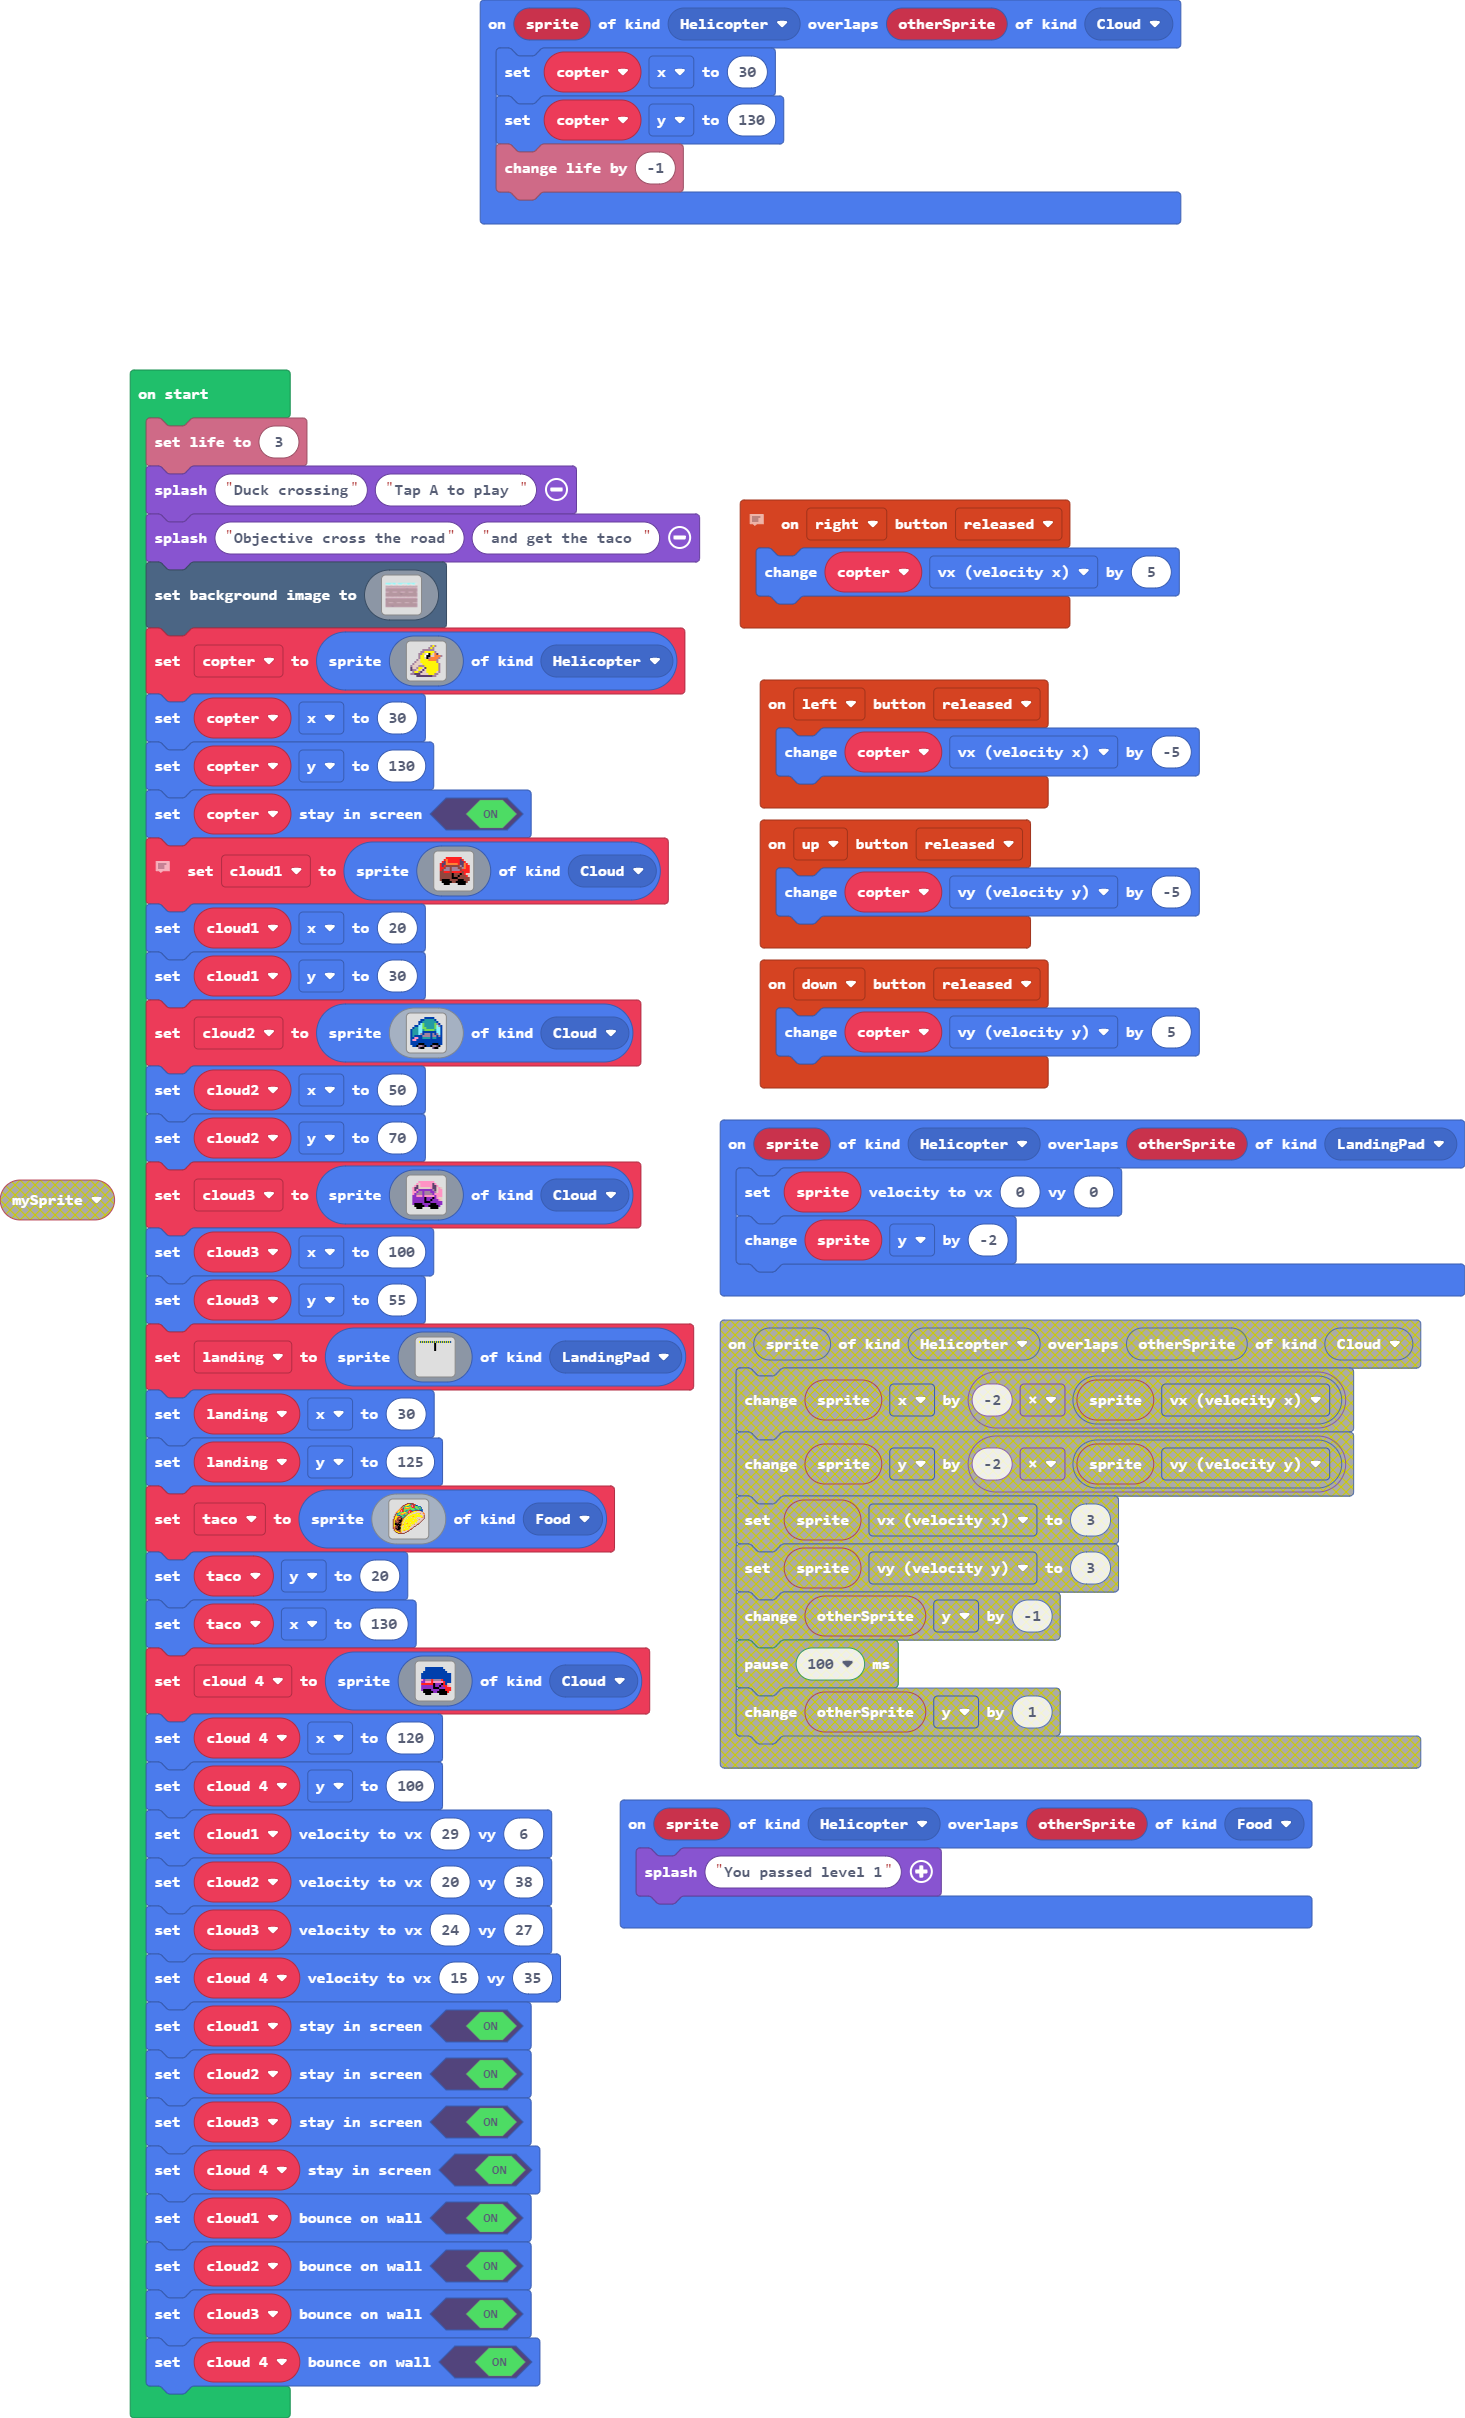 on sprite of kind Helicopter overlaps otherSprite of kind Cloud
set copter x to 30
set copter y to 130
change life by -1
on start
set life to 3
splash "Duck crossing" "Tap A to play "
splash "Objective cross the road" "and get the taco "
set background image to
set copter to sprite of kind Helicopter
set copter x to 30
set copter y to 130
set copter stay in screen ON
set cloud1 to sprite of kind Cloud
set cloud1 x to 20
set cloud1 y to 30
set cloud2 to sprite of kind Cloud
set cloud2 x to 50
set cloud2 y to 70
set cloud3 to sprite of kind Cloud
set cloud3 x to 100
set cloud3 y to 55
set landing to sprite of kind LandingPad
set landing x to 30
set landing y to 125
set taco to sprite of kind Food
set taco y to 20
set taco x to 130
set cloud 4 to sprite of kind Cloud
set cloud 4 x to 120
set cloud 4 y to 100
set cloud1 velocity to vx 29 vy 6
set cloud2 velocity to vx 20 vy 38
set cloud3 velocity to vx 24 vy 27
set cloud 4 velocity to vx 15 vy 35
set cloud1 stay in screen ON
set cloud2 stay in screen ON
set cloud3 stay in screen ON
set cloud 4 stay in screen ON
set cloud1 bounce on wall ON
set cloud2 bounce on wall ON
set cloud3 bounce on wall ON
set cloud 4 bounce on wall ON
mySprite
on right button released
change copter vx (velocity x) by 5
on left button released
change copter vx (velocity x) by -5
on up button released
change copter vy (velocity y) by -5
on down button released
change copter vy (velocity y) by 5
on sprite of kind Helicopter overlaps otherSprite of kind LandingPad
set sprite velocity to vx 0 vy 0
change sprite y by -2
on sprite of kind Helicopter overlaps otherSprite of kind Cloud
change sprite x by -2 × sprite vx (velocity x)
change sprite y by -2 × sprite vy (velocity y)
set sprite vx (velocity x) to 3
set sprite vy (velocity y) to 3
change otherSprite y by -1
pause 100 ms
change otherSprite y by 1
on sprite of kind Helicopter overlaps otherSprite of kind Food
splash "You passed level 1"